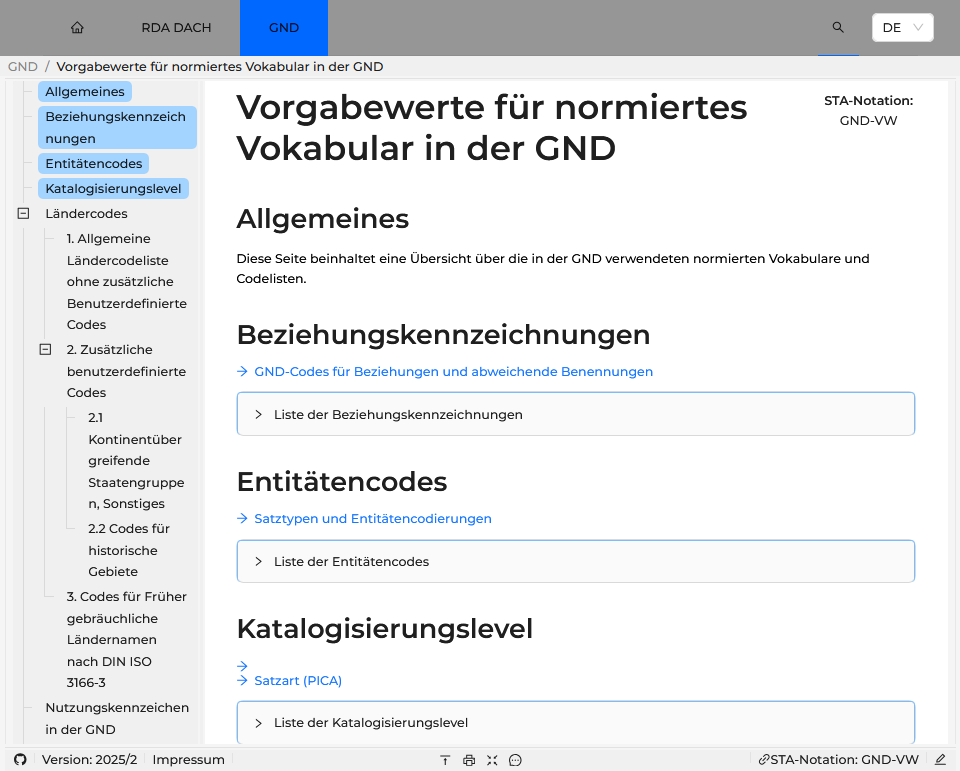 RDA DACH
GND
DE
GND / Vorgabewerte für normiertes Vokabular in der GND
Allgemeines
Beziehungskennzeich
nungen
Entitätencodes
Katalogisierungslevel
Ländercodes
1. Allgemeine
Ländercodeliste
ohne zusätzliche
Benutzerdefinierte
Codes
2. Zusätzliche
benutzerdefinierte
Codes
2.1
Kontinentüber
greifende
Staatengruppe
n, Sonstiges
2.2 Codes für
historische
Gebiete
3. Codes für Früher
gebräuchliche
Ländernamen
nach DIN ISO
3166-3
Nutzungskennzeichen
in der GND
Vorgabewerte für normiertes
Vokabular in der GND
STA-Notation:
GND-VW
Allgemeines
Diese Seite beinhaltet eine Übersicht über die in der GND verwendeten normierten Vokabulare und
Codelisten.
Beziehungskennzeichnungen
→ GND-Codes für Beziehungen und abweichende Benennungen
Liste der Beziehungskennzeichnungen
Entitätencodes
→ Satztypen und Entitätencodierungen
Liste der Entitätencodes
Katalogisierungslevel
→
→ Satzart (PICA)
Liste der Katalogisierungslevel
Version: 2025/2
Impressum
STA-Notation: GND-VW